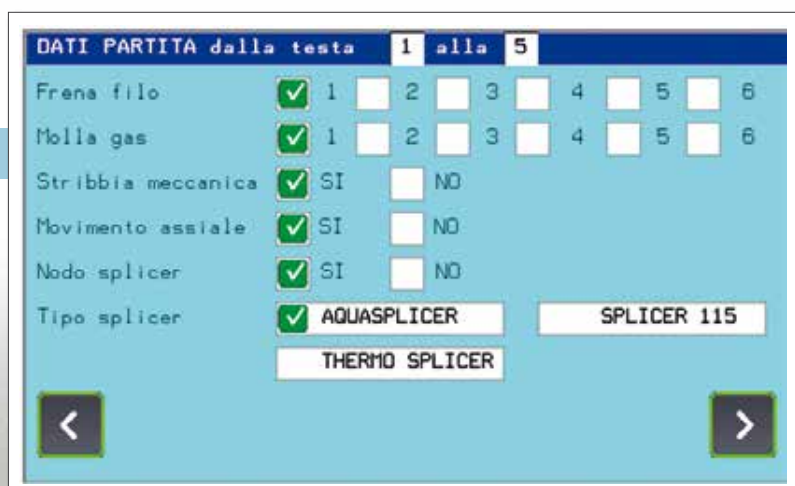 DATI PARTITA dalla testa 1 alla 5
Frena filo 1 2 3 4 5 6
Molla gas 1 2 3 4 5 6
Stribbia meccanica SI NO
Movimento assiale SI NO
Nodo splicer SI NO
Tipo splicer AQUASPLICER SPLICER 115
THERMO SPLICER